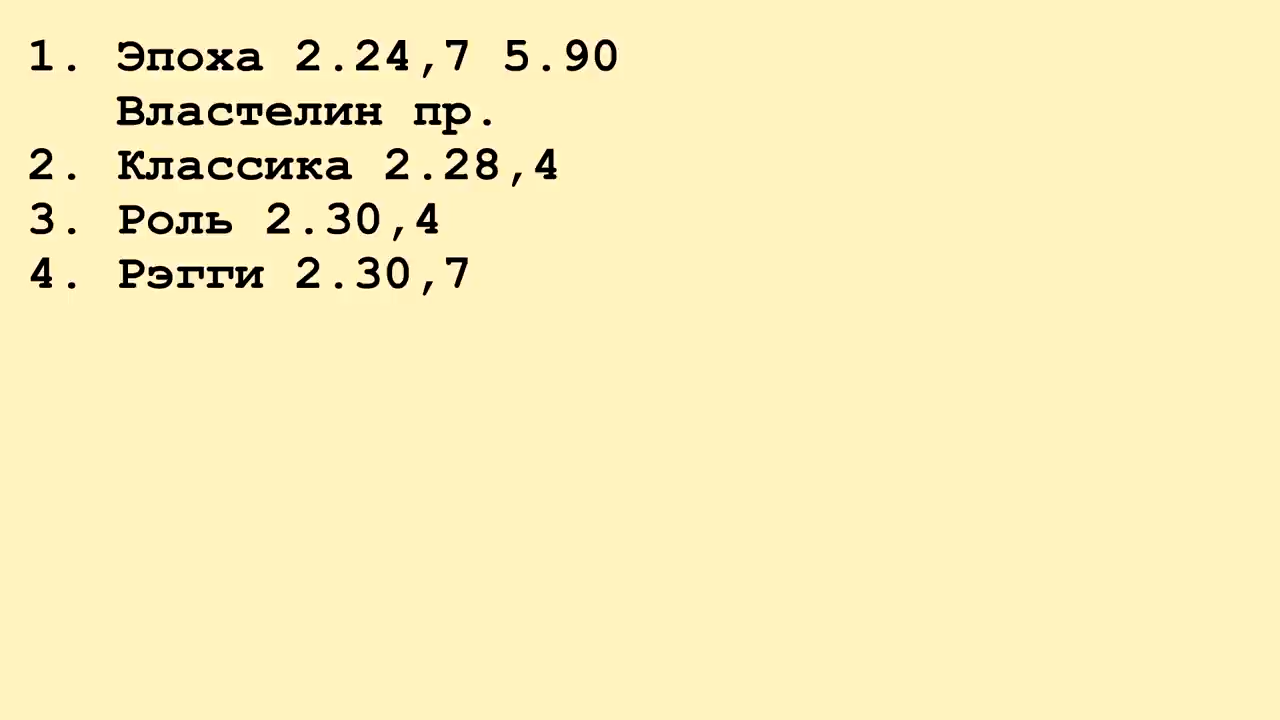 1. Эпоха 2.24,7 5.90
Властелин пр.
2. Классика 2.28,4
3. Роль 2.30,4
4. Рэгги 2.30,7